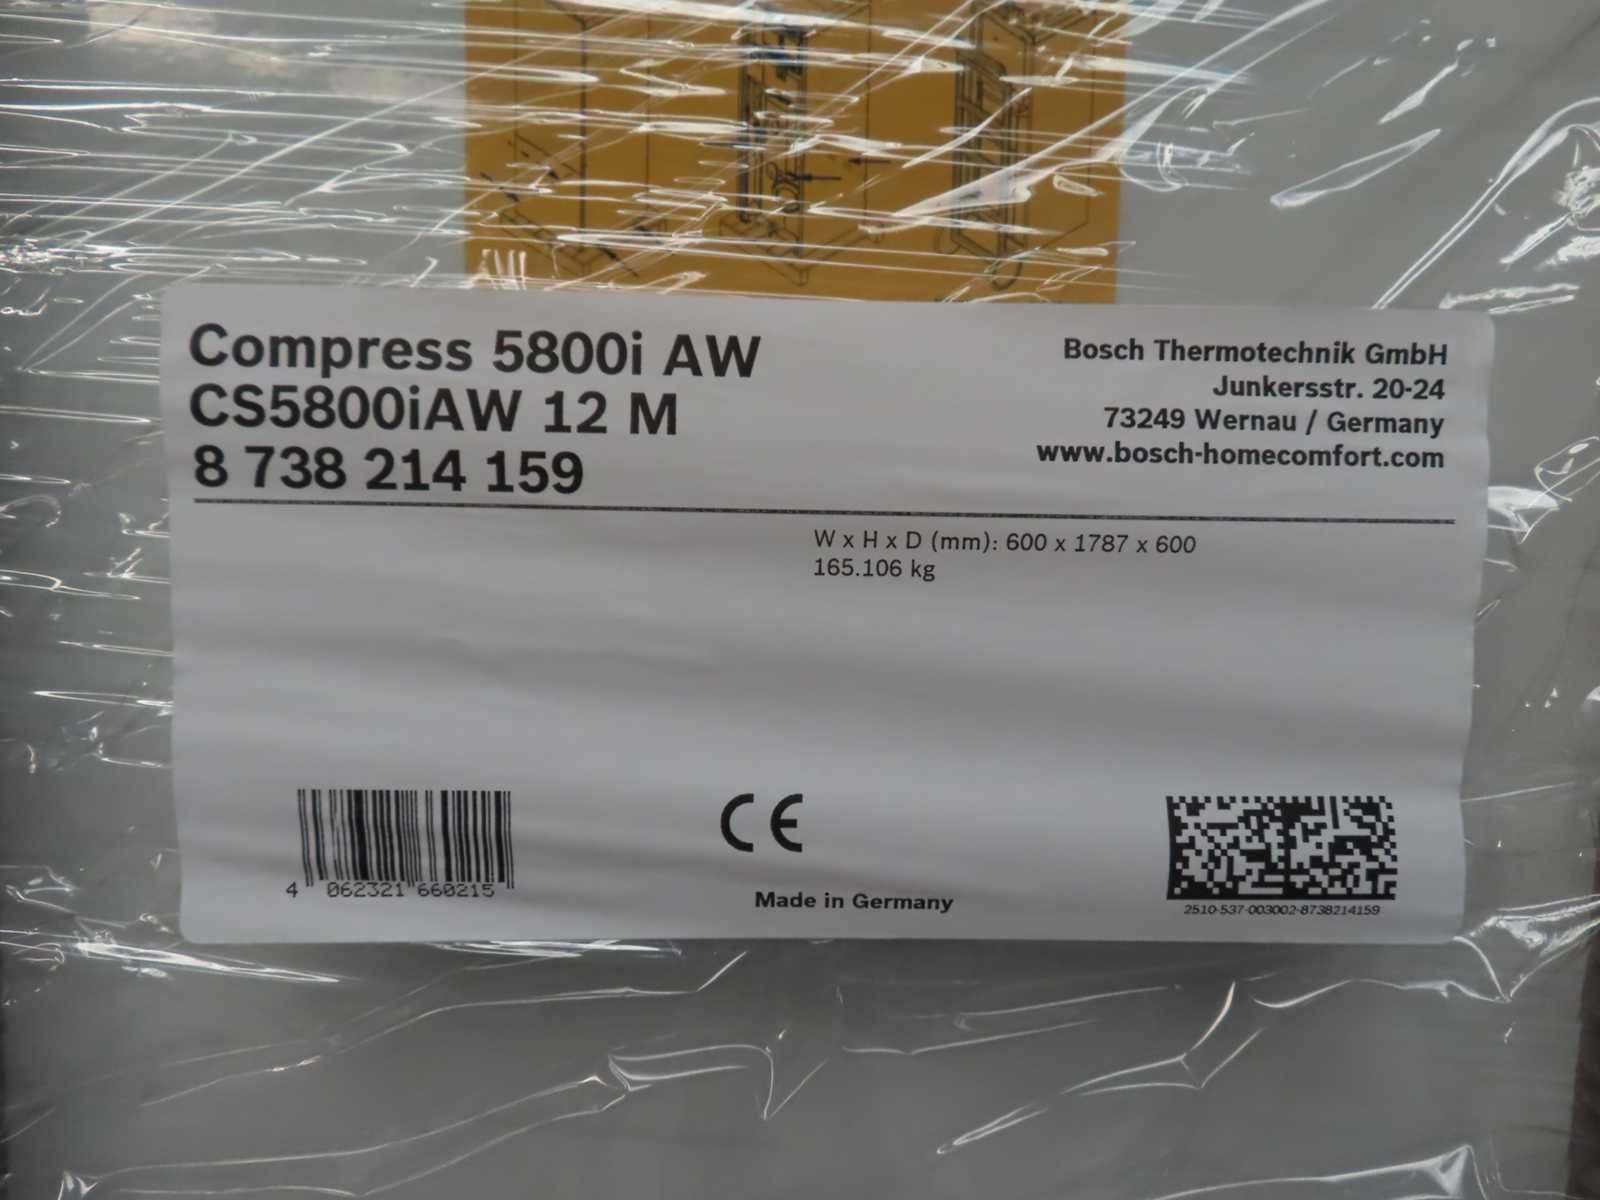 Compress 5800i AW
CS5800iAW 12 M
8 738 214 159
Bosch Thermotechnik GmbH
Junkersstr. 20-24
73249 Wernau / Germany
www.bosch-homecomfort.com
W x H x D (mm): 600 x 1787 x 600
165.106 kg
4 062321 660215
CE
Made in Germany
2510-537-003002-8738214159